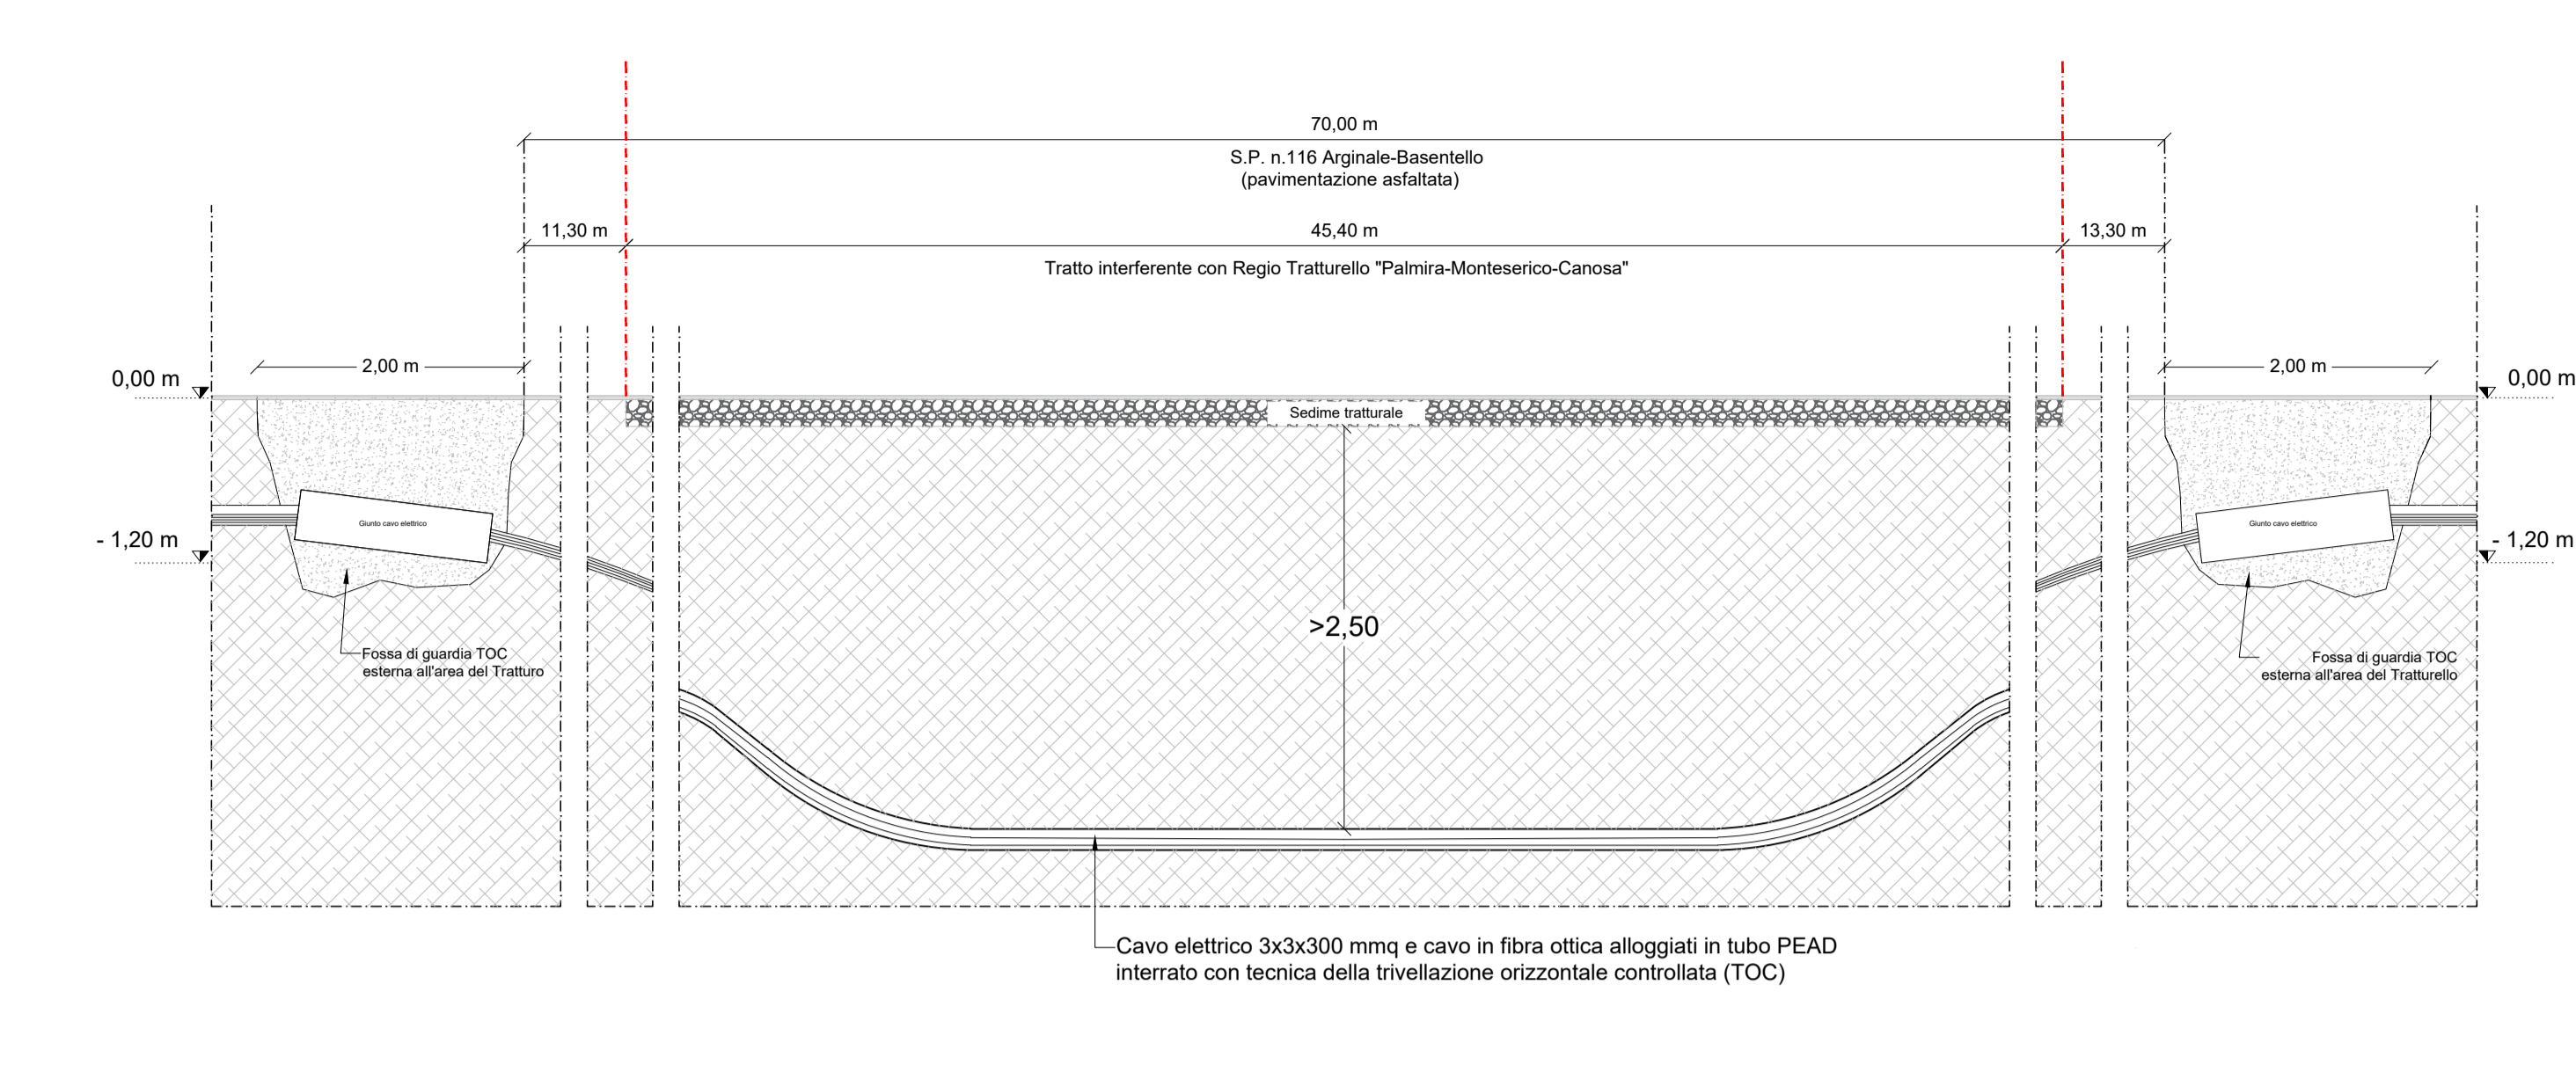 70,00 m
S.P. n.116 Arginale-Basentello
(pavimentazione asfaltata)
11,30 m
45,40 m
13,30 m
Tratto interferente con Regio Tratturello "Palmira-Monteserico-Canosa"
2,00 m
2,00 m
0,00 m
0,00 m
Sedime tratturale
Giunto cavo elettrico
Giunto cavo elettrico
- 1,20 m
- 1,20 m
>2,50
Fossa di guardia TOC
esterna all'area del Tratturo
Fossa di guardia TOC
esterna all'area del Tratturello
Cavo elettrico 3x3x300 mmq e cavo in fibra ottica alloggiati in tubo PEAD
interrato con tecnica della trivellazione orizzontale controllata (TOC)